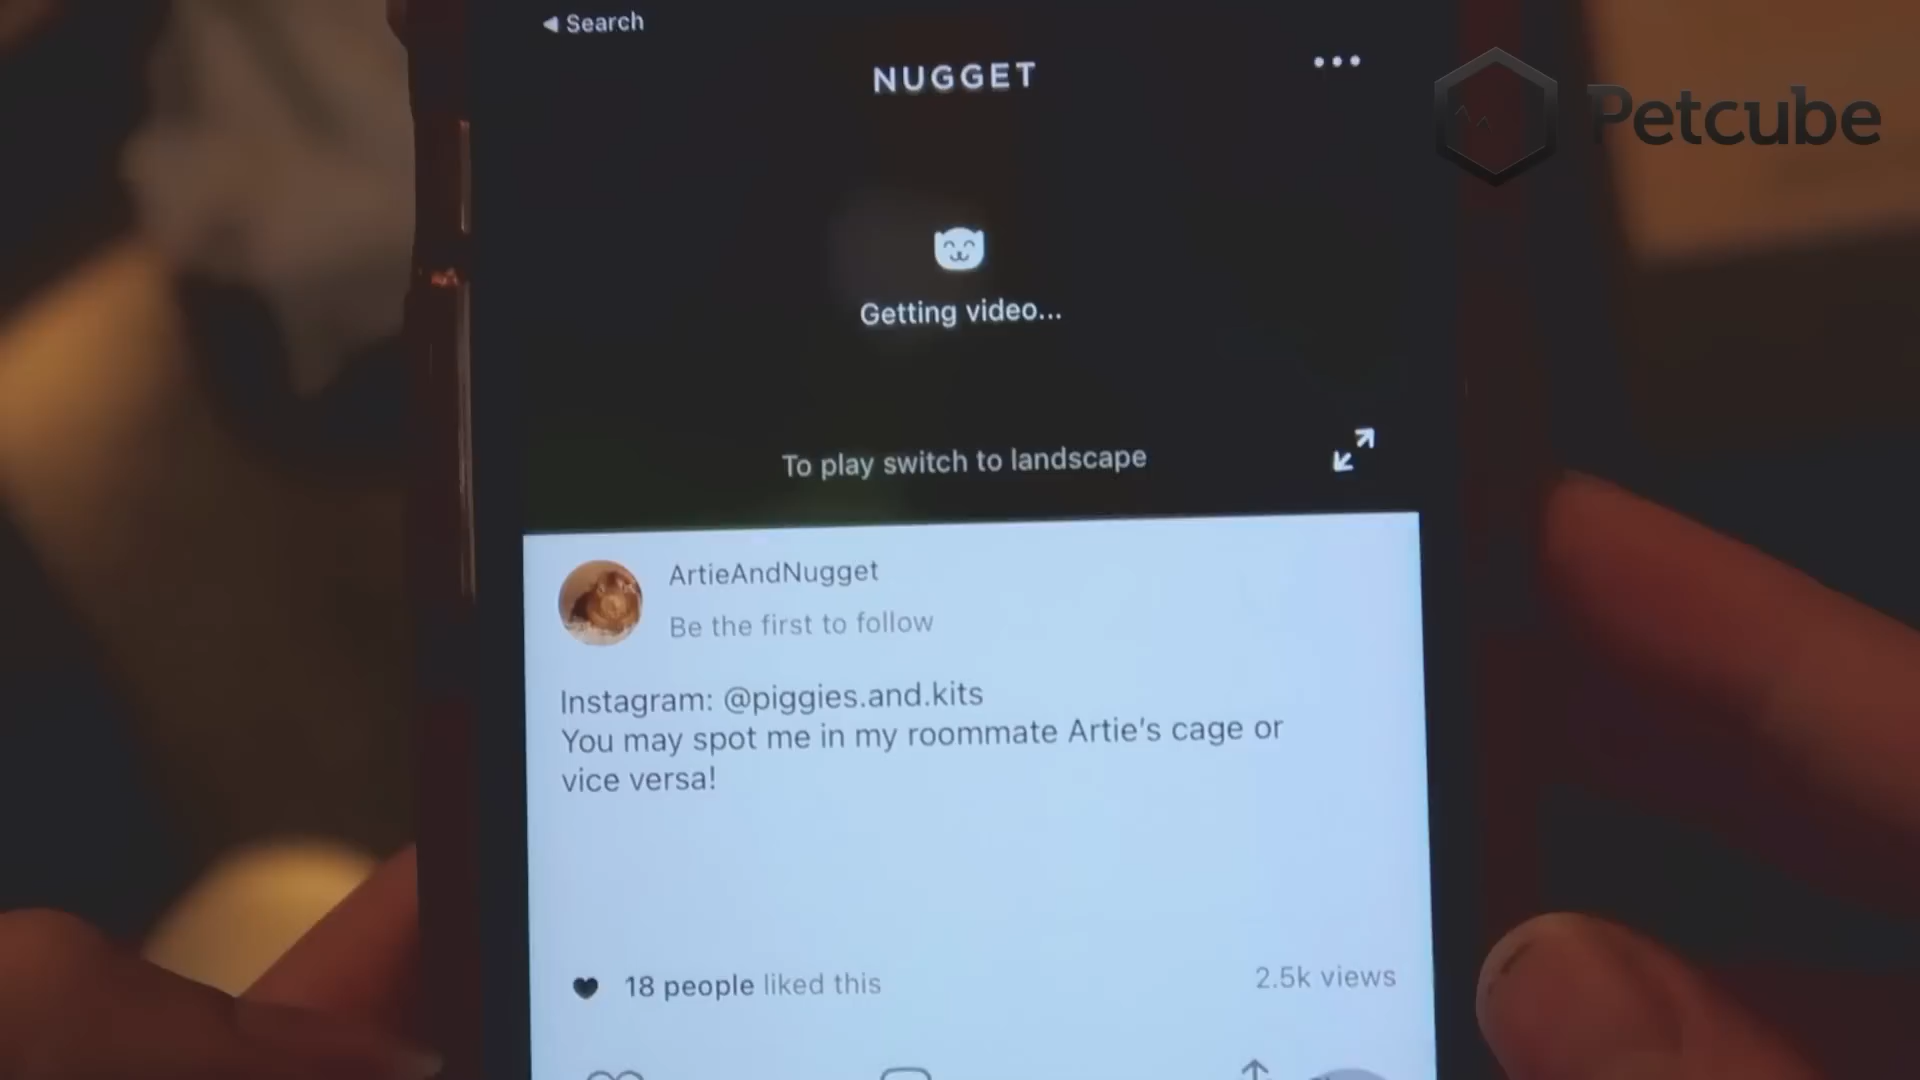 Search
NUGGET
Petcube
Getting video...
To play switch to landscape
ArtieAndNugget
Be the first to follow
Instagram: @piggies.and.kits
You may spot me in my roommate Artie's cage or
vice versa!
18 people liked this
2.5k views